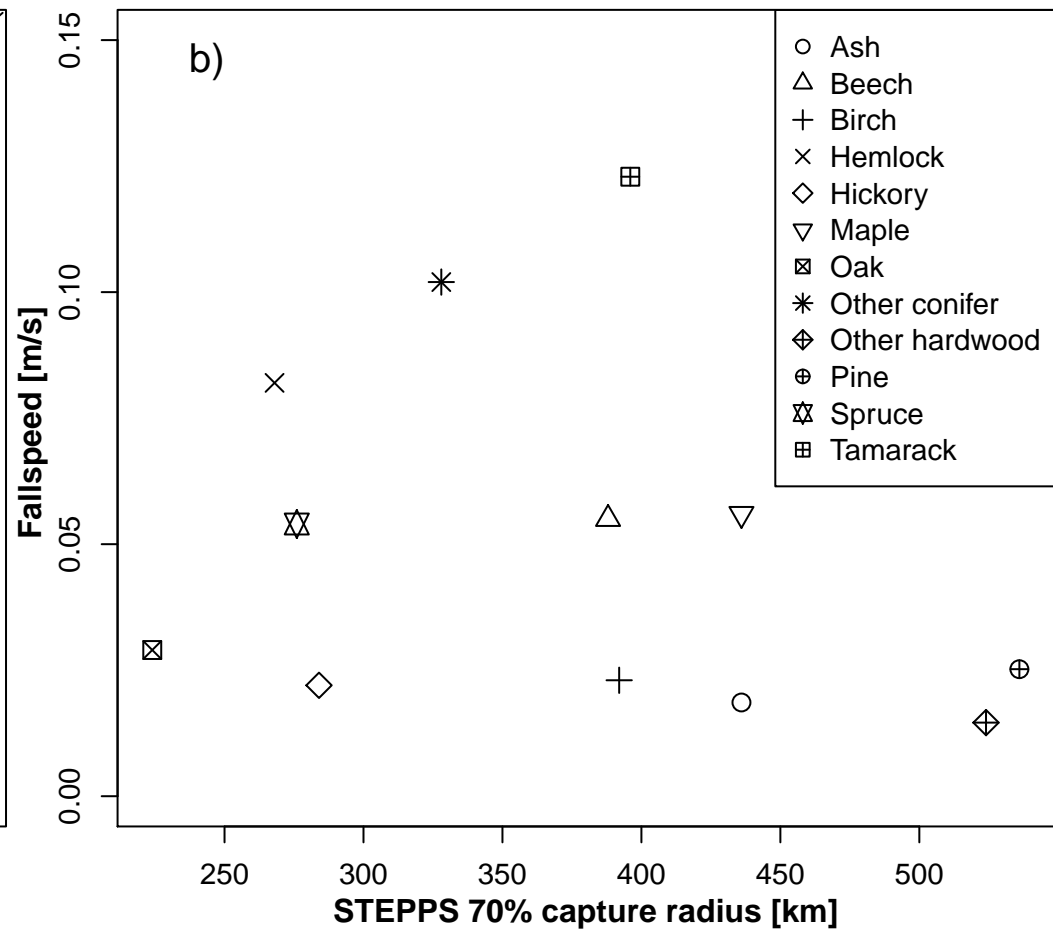 b)
Ash
Beech
Birch
Hemlock
Hickory
Maple
Oak
Other conifer
Other hardwood
Pine
Spruce
Tamarack
Fallspeed [m/s]
0.15
0.10
0.05
0.00
250 300 350 400 450 500
STEPPS 70% capture radius [km]